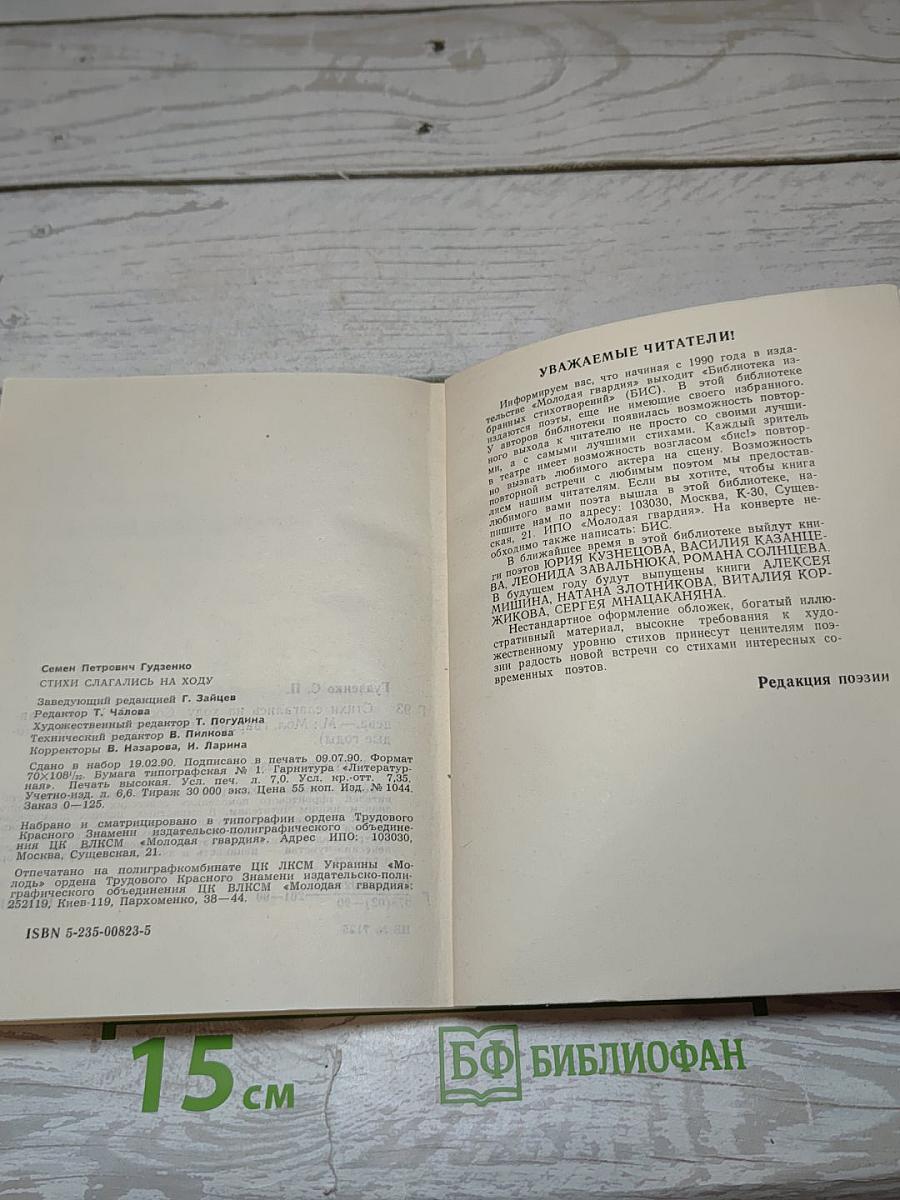 Семен Петрович Гудзенко
СТИХИ СЛАГАЛИСЬ НА ХОДУ
Заведующий редакцией Г. Зайцев
Редактор Т. Чалова
Художественный редактор Т. Погудина
Технический редактор В. Пилкова
Корректоры В. Назарова, И. Ларина
Сдано в набор 19.02.90. Подписано в печать 09.07.90. Формат
70×108¹/₃₂. Бумага типографская № 1. Гарнитура «Литератур-
ная». Печать высокая. Усл. печ. л. 7,0. Усл. кр.-отт. 7,35.
Учетно-изд. л. 6,6. Тираж 30 000 экз. Цена 55 коп. Изд. № 1044.
Заказ 0—125.
Набрано и сматрицировано в типографии ордена Трудового
Красного Знамени издательско-полиграфического объедине-
ния ЦК ВЛКСМ «Молодая гвардия». Адрес ИПО: 103030,
Москва, Сущевская, 21.
Отпечатано на полиграфкомбинате ЦК ЛКСМ Украины «Мо-
лодь» ордена Трудового Красного Знамени издательско-поли-
графического объединения ЦК ВЛКСМ «Молодая гвардия»:
252119, Киев-119, Пархоменко, 38—44.
ISBN 5-235-00823-5
УВАЖАЕМЫЕ ЧИТАТЕЛИ!
Информируем вас, что начиная с 1990 года в изда-
тельстве «Молодая гвардия» выходит «Библиотека из-
бранных стихотворений» (БИС). В этой библиотеке
издаются поэты, еще не имеющие своего избранного.
У авторов библиотеки появилась возможность повтор-
ного выхода к читателю не просто со своими лучши-
ми, а с самыми лучшими стихами. Каждый зритель
в театре имеет возможность возгласом «бис!» повтор-
но вызвать любимого актера на сцену. Возможность
повторной встречи с любимым поэтом мы предостав-
ляем нашим читателям. Если вы хотите, чтобы книга
любимого вами поэта вышла в этой библиотеке, на-
пишите нам по адресу: 103030, Москва, К-30, Сущев-
ская, 21. ИПО «Молодая гвардия». На конверте не-
обходимо также написать: БИС.
В ближайшее время в этой библиотеке выйдут кни-
ги поэтов ЮРИЯ КУЗНЕЦОВА, ВАСИЛИЯ КАЗАНЦЕ-
ВА, ЛЕОНИДА ЗАВАЛЬНЮКА, РОМАНА СОЛНЦЕВА.
В будущем году будут выпущены книги АЛЕКСЕЯ
МИШИНА, НАТАНА ЗЛОТНИКОВА, ВИТАЛИЯ КОР-
ЖИКОВА, СЕРГЕЯ МНАЦАКАНЯНА.
Нестандартное оформление обложек, богатый иллю-
стративный материал, высокие требования к худо-
жественному уровню стихов принесут ценителям поэ-
зии радость новой встречи со стихами интересных со-
временных поэтов.
Редакция поэзии
15 см
БФ БИБЛИОФАН